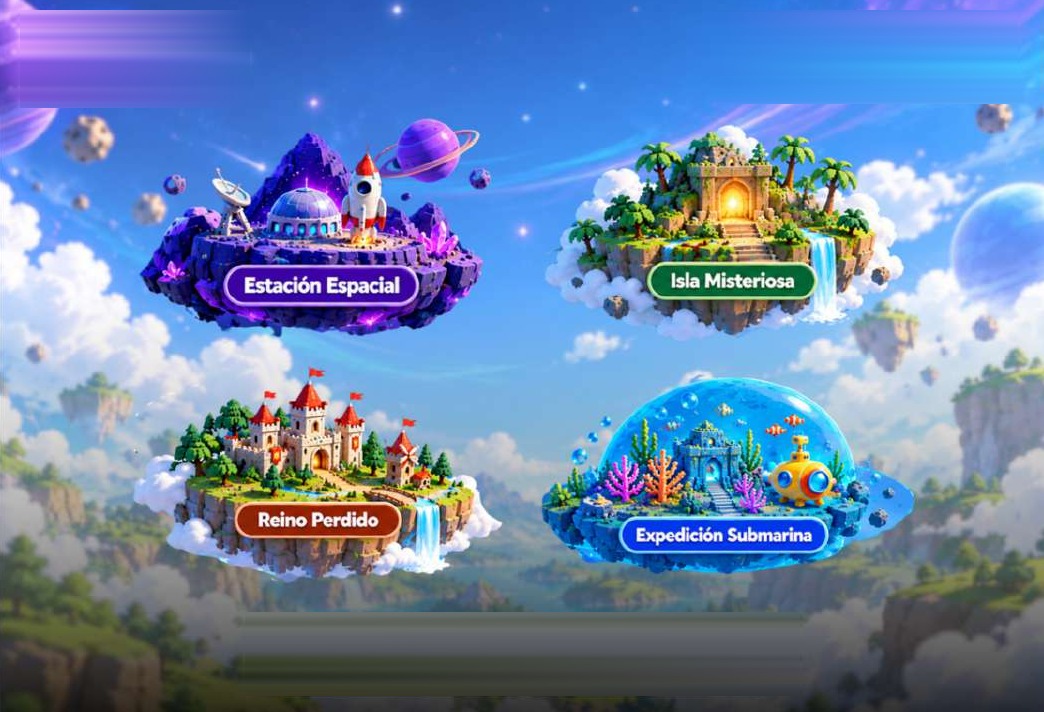 Estación Espacial
Isla Misteriosa
Reino Perdido
Expedición Submarina